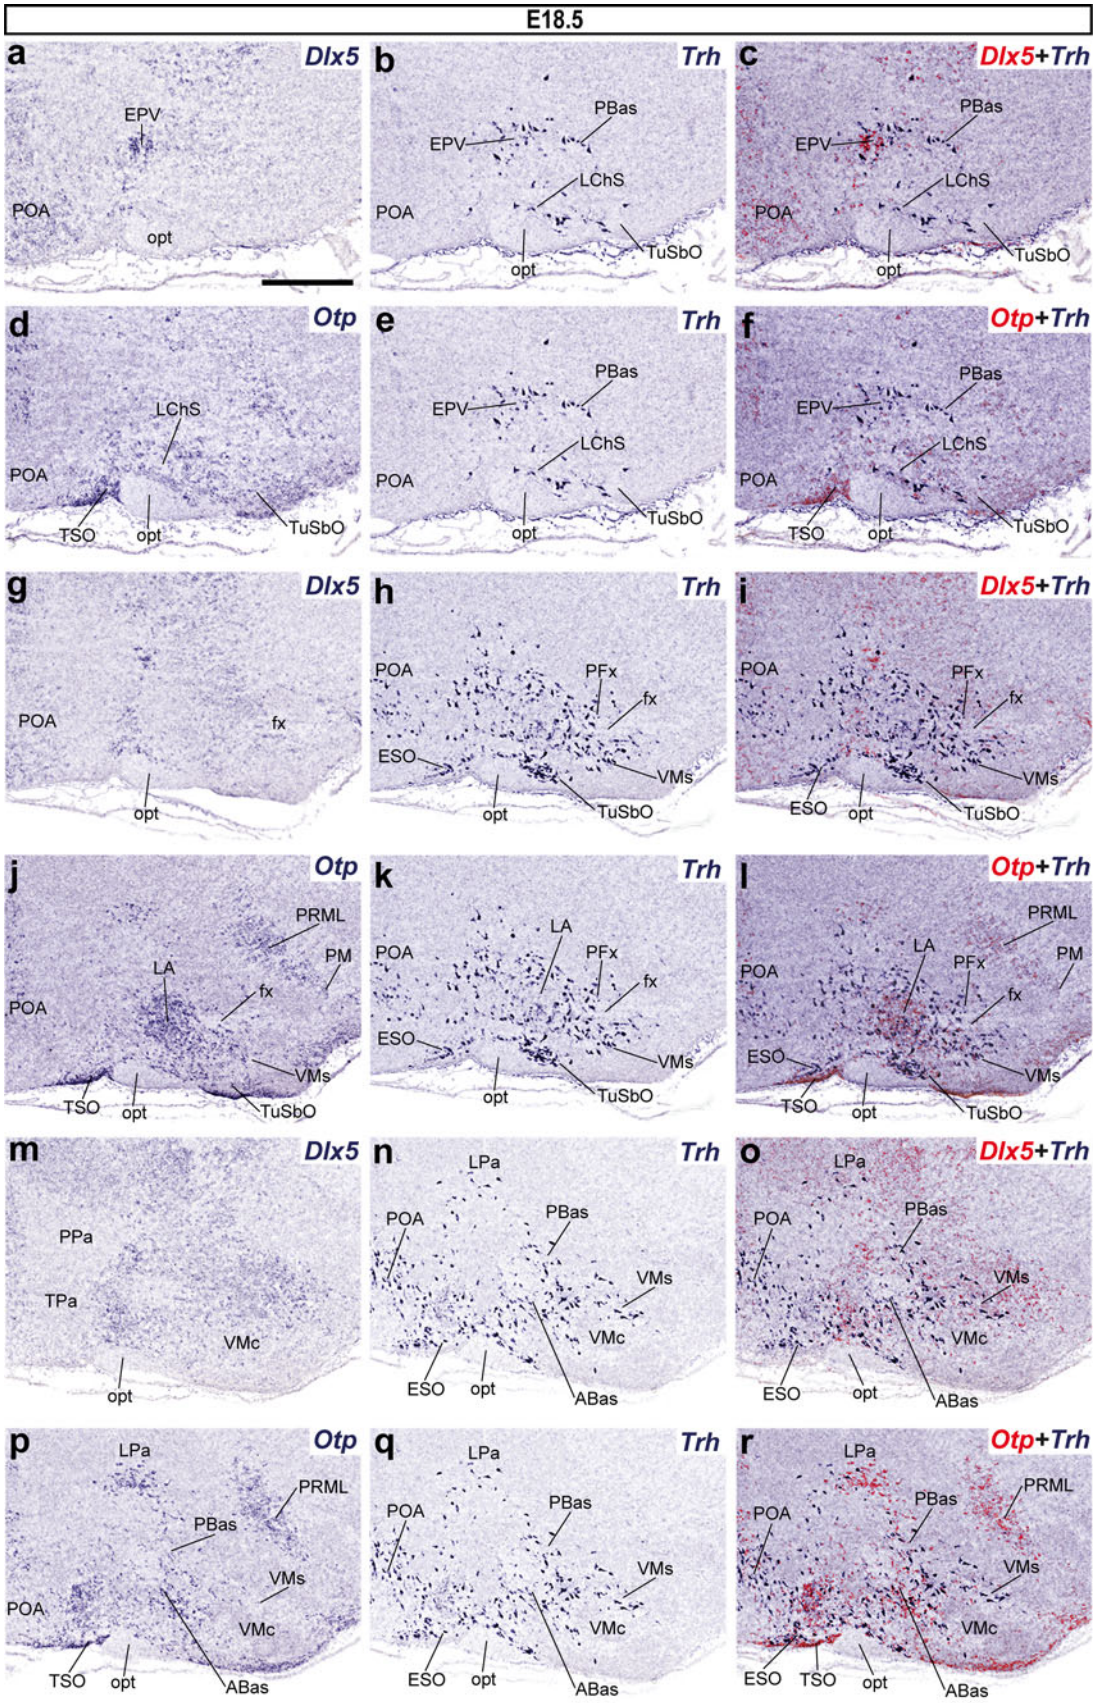 E18.5
a Dlx5
EPV
POA
opt
b Trh
PBas
EPV
LChS
POA
opt
TuSbO
c Dlx5+Trh
PBas
EPV
LChS
POA
opt
TuSbO
d Otp
LChS
POA
TSO
opt
TuSbO
e Trh
PBas
EPV
LChS
POA
opt
TuSbO
f Otp+Trh
PBas
EPV
LChS
POA
TSO
opt
TuSbO
g Dlx5
POA
fx
opt
h Trh
POA
PFx
fx
ESO
VMs
opt
TuSbO
i Dlx5+Trh
POA
PFx
fx
VMs
ESO
opt
TuSbO
j Otp
PRML
PM
LA
fx
POA
VMs
TSO
opt
TuSbO
k Trh
LA
POA
PFx
fx
ESO
VMs
opt
TuSbO
l Otp+Trh
PRML
LA
PM
PFx
POA
fx
ESO
VMs
TSO
opt
TuSbO
m Dlx5
PPa
TPa
VMc
opt
n Trh
LPa
PBas
POA
VMs
VMc
ESO
opt
ABas
o Dlx5+Trh
LPa
PBas
POA
VMs
VMc
ESO
opt
ABas
p Otp
LPa
PRML
PBas
VMs
POA
VMc
TSO
opt
ABas
q Trh
LPa
PBas
POA
VMs
VMc
ESO
opt
ABas
r Otp+Trh
LPa
PRML
PBas
POA
VMs
VMc
ESO
TSO
opt
ABas